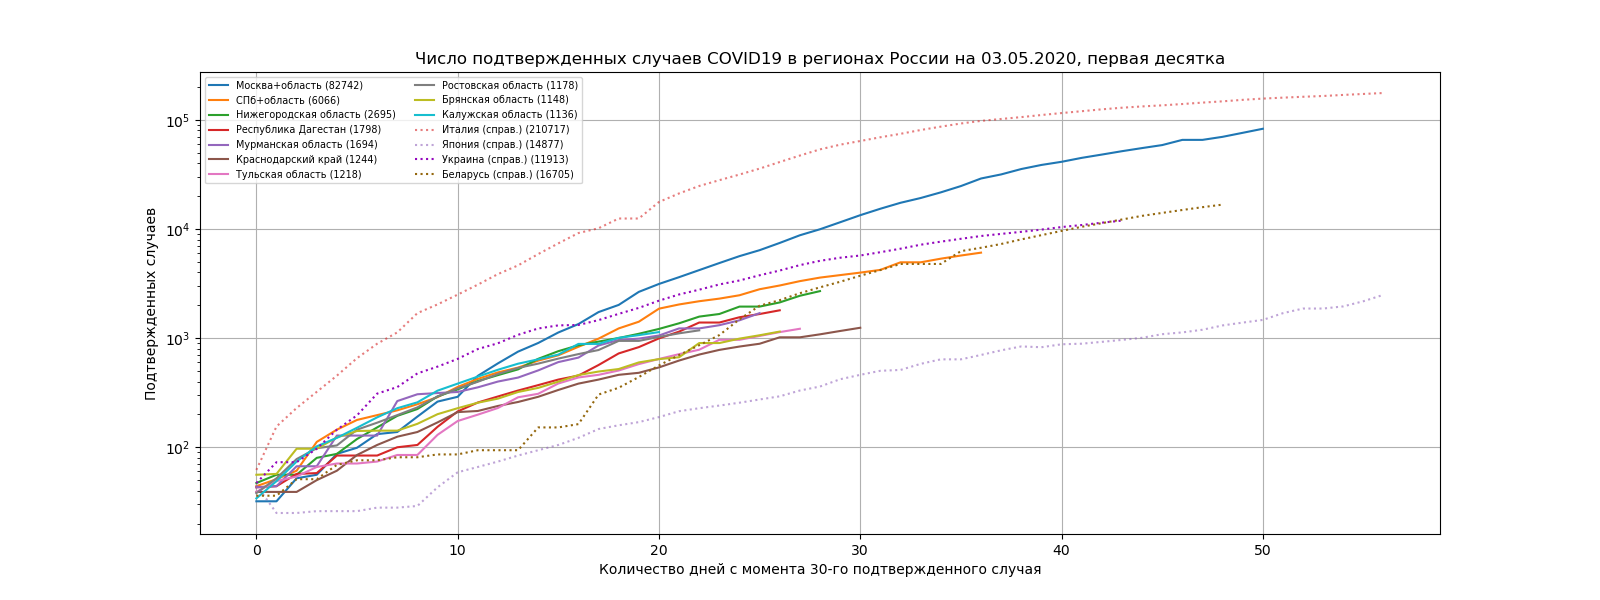 Число подтвержденных случаев COVID19 в регионах России на 03.05.2020, первая десятка
Москва+область (82742)
СПб+область (6066)
Нижегородская область (2695)
Республика Дагестан (1798)
Мурманская область (1694)
Краснодарский край (1244)
Тульская область (1218)
Ростовская область (1178)
Брянская область (1148)
Калужская область (1136)
Италия (справ.) (210717)
Япония (справ.) (14877)
Украина (справ.) (11913)
Беларусь (справ.) (16705)
Подтвержденных случаев
10^5
10^4
10^3
10^2
0 10 20 30 40 50
Количество дней с момента 30-го подтвержденного случая